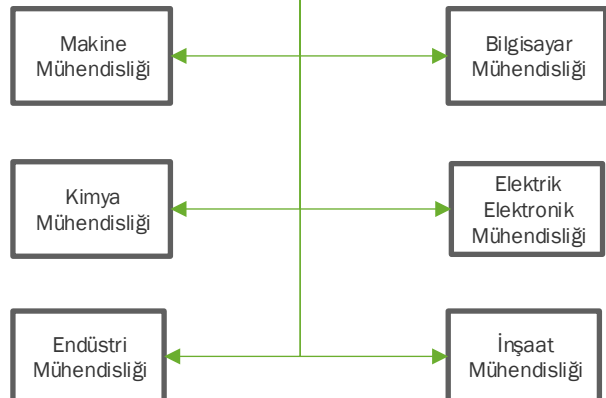 Makine
Mühendisliği
Bilgisayar
Mühendisliği
Kimya
Mühendisliği
Elektrik
Elektronik
Mühendisliği
Endüstri
Mühendisliği
İnşaat
Mühendisliği